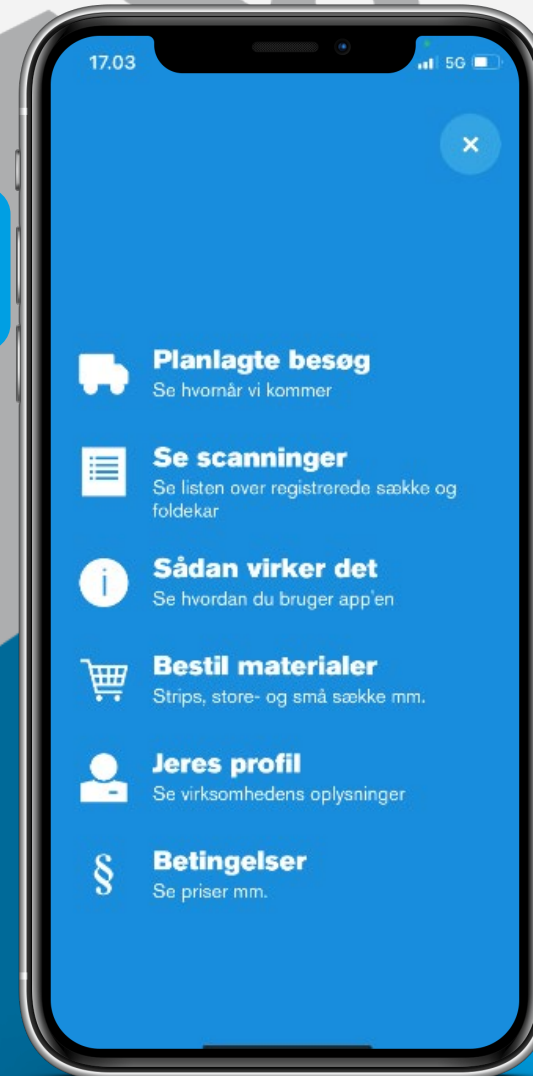 17.03
5G
Planlagte besøg
Se hvornår vi kommer
Se scanninger
Se listen over registrerede sække og
foldekar
Sådan virker det
Se hvordan du bruger app'en
Bestil materialer
Strips, store- og små sække mm.
Jeres profil
Se virksomhedens oplysninger
§ Betingelser
Se priser mm.